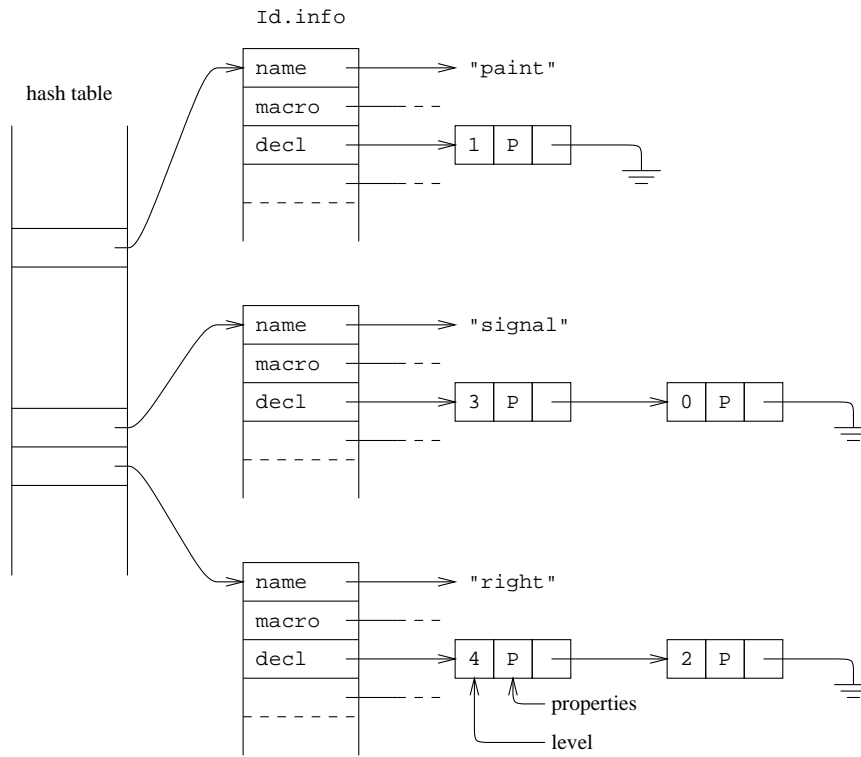 Id.info
hash table
name "paint"
macro
decl 1 P
name "signal"
macro
decl 3 P 0 P
name "right"
macro
decl 4 P 2 P
properties
level